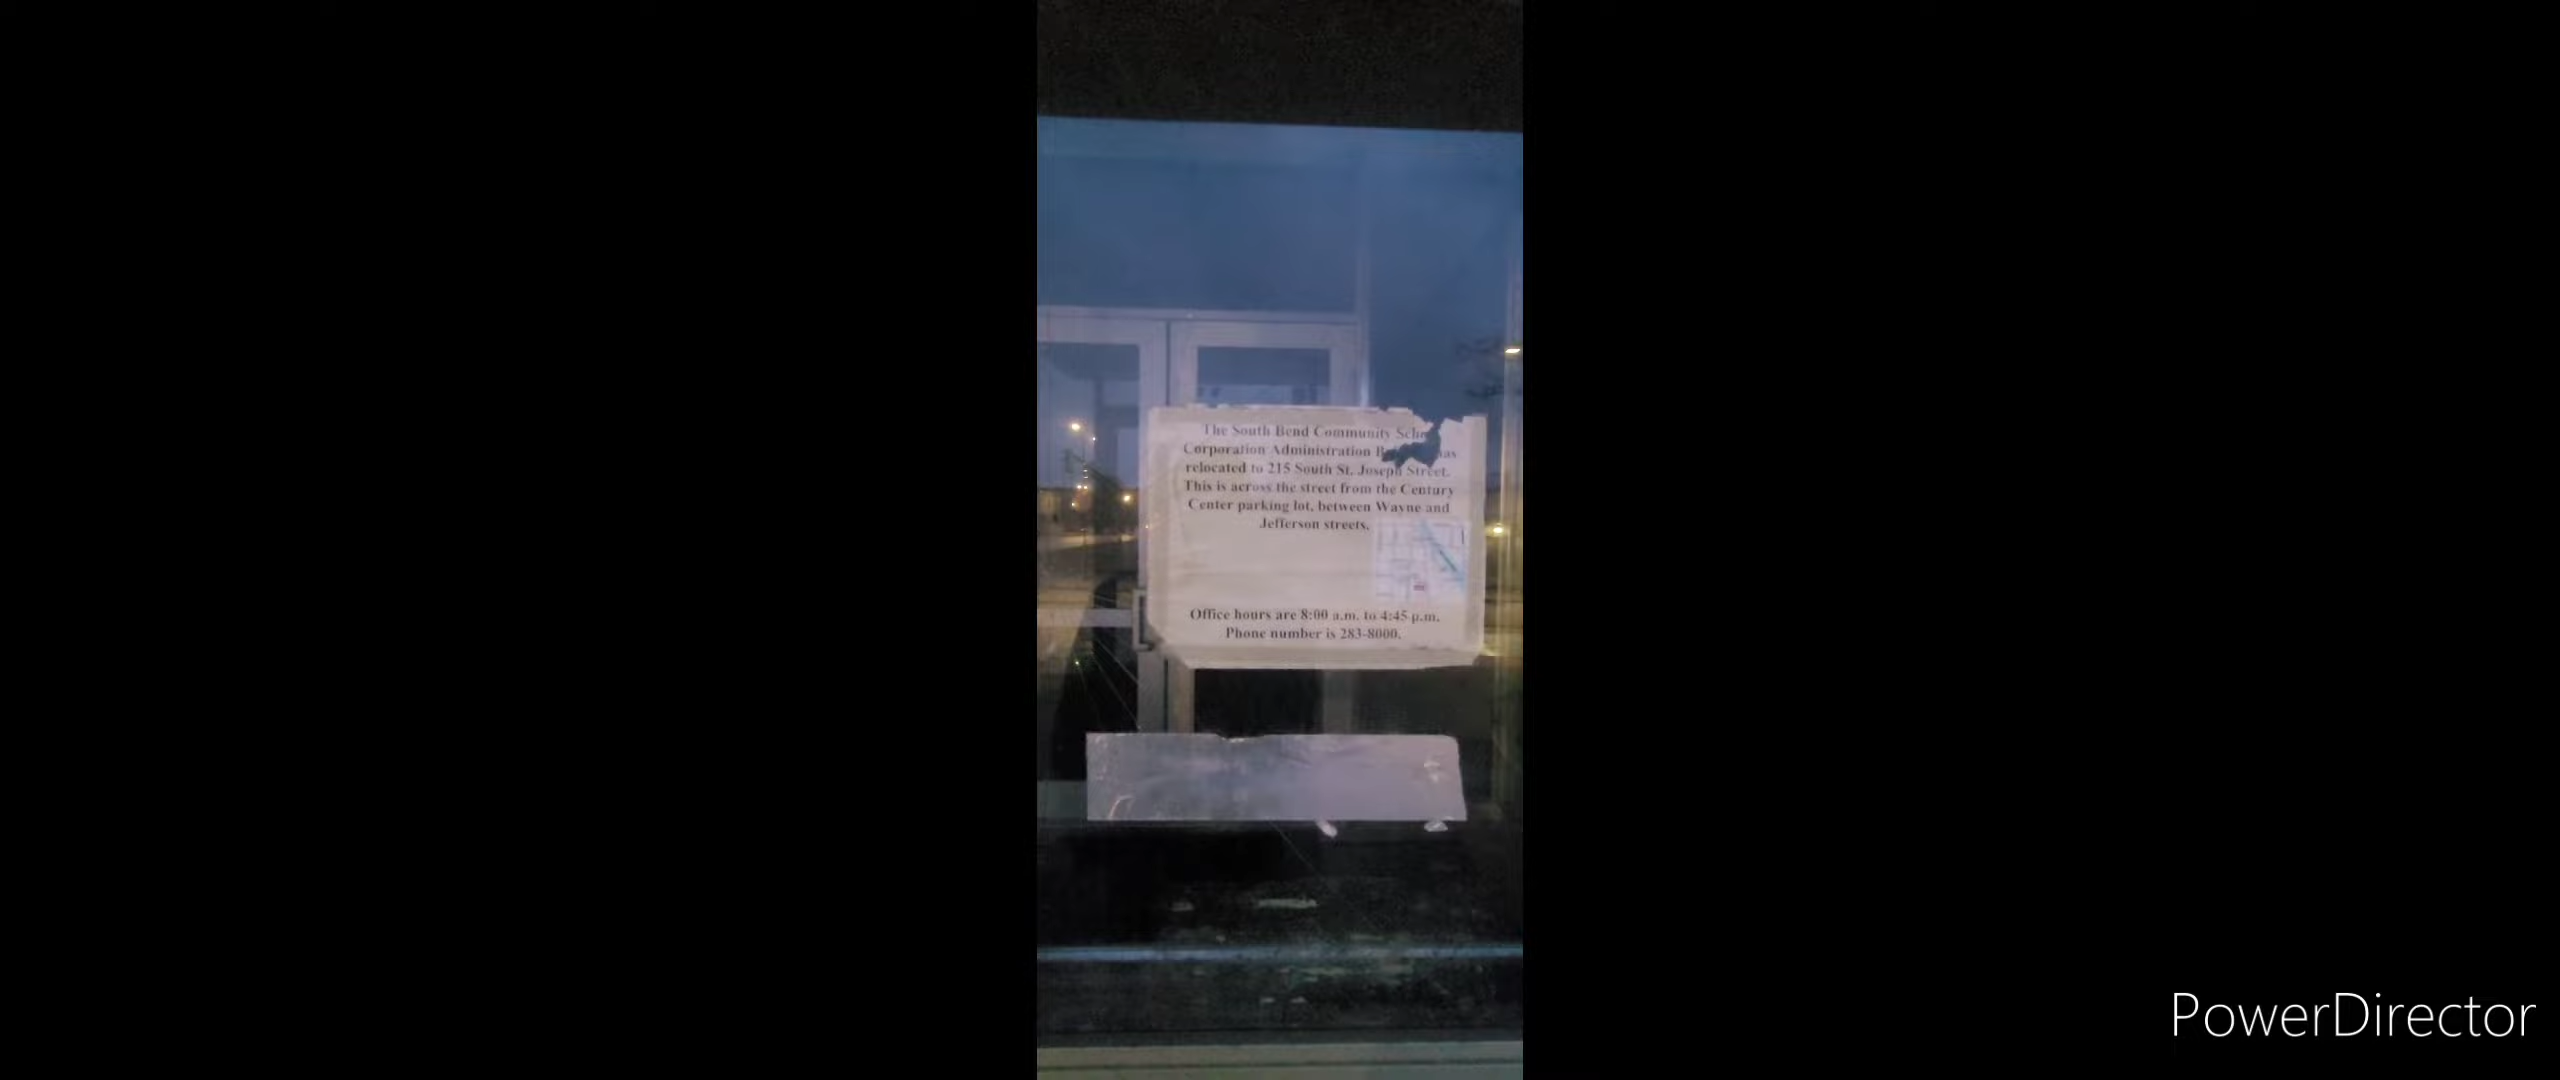 The South Bend Community Scho
Corporation Administration B has
relocated to 215 South St. Joseph Street.
This is across the street from the Century
Center parking lot, between Wayne and
Jefferson streets.
Office hours are 8:00 a.m. to 4:45 p.m.
Phone number is 283-8000.
PowerDirector